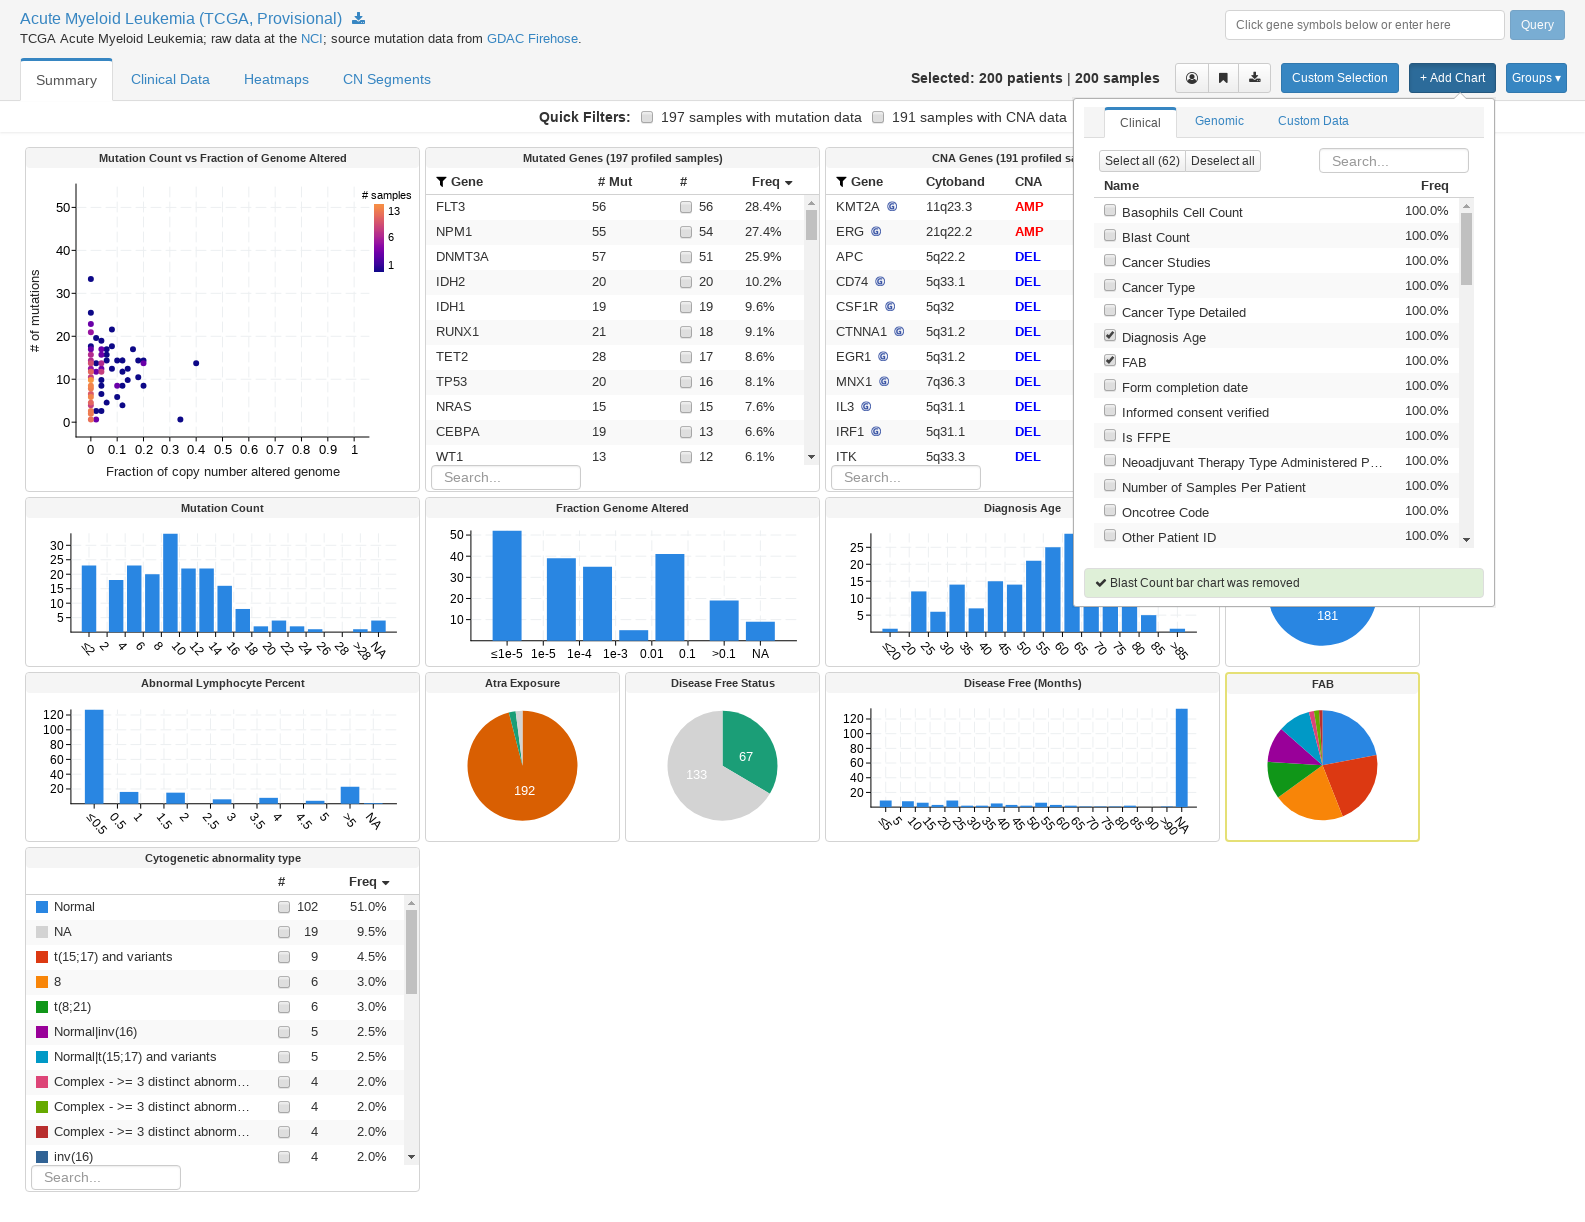 Acute Myeloid Leukemia (TCGA, Provisional)
TCGA Acute Myeloid Leukemia; raw data at the NCI; source mutation data from GDAC Firehose.
Click gene symbols below or enter here
Query
Summary
Clinical Data
Heatmaps
CN Segments
Selected: 200 patients | 200 samples
Custom Selection
+ Add Chart
Groups ▾
Quick Filters:
197 samples with mutation data
191 samples with CNA data
Clinical
Genomic
Custom Data
Select all (62)
Deselect all
Search...
Name Freq
Basophils Cell Count 100.0%
Blast Count 100.0%
Cancer Studies 100.0%
Cancer Type 100.0%
Cancer Type Detailed 100.0%
Diagnosis Age 100.0%
FAB 100.0%
Form completion date 100.0%
Informed consent verified 100.0%
Is FFPE 100.0%
Neoadjuvant Therapy Type Administered P… 100.0%
Number of Samples Per Patient 100.0%
Oncotree Code 100.0%
Other Patient ID 100.0%
Blast Count bar chart was removed
Mutation Count vs Fraction of Genome Altered
# samples
13
6
1
50
40
30
20
10
0
# of mutations
0 0.1 0.2 0.3 0.4 0.5 0.6 0.7 0.8 0.9 1
Fraction of copy number altered genome
Mutated Genes (197 profiled samples)
Gene # Mut # Freq
FLT3 56 56 28.4%
NPM1 55 54 27.4%
DNMT3A 57 51 25.9%
IDH2 20 20 10.2%
IDH1 19 19 9.6%
RUNX1 21 18 9.1%
TET2 28 17 8.6%
TP53 20 16 8.1%
NRAS 15 15 7.6%
CEBPA 19 13 6.6%
WT1 13 12 6.1%
Search...
CNA Genes (191 profiled sa
Gene Cytoband CNA
KMT2A G 11q23.3 AMP
ERG G 21q22.2 AMP
APC 5q22.2 DEL
CD74 G 5q33.1 DEL
CSF1R G 5q32 DEL
CTNNA1 G 5q31.2 DEL
EGR1 G 5q31.2 DEL
MNX1 G 7q36.3 DEL
IL3 G 5q31.1 DEL
IRF1 G 5q31.1 DEL
ITK 5q33.3 DEL
Search...
Mutation Count
30
25
20
15
10
5
≤2 2 4 6 8 10 12 14 16 18 20 22 24 26 28 >28 NA
Fraction Genome Altered
50
40
30
20
10
≤1e-5 1e-5 1e-4 1e-3 0.01 0.1 >0.1 NA
Diagnosis Age
25
20
15
10
5
≤20 20 25 30 35 40 45 50 55 60 65 70 75 80 85 >85
181
Abnormal Lymphocyte Percent
120
100
80
60
40
20
≤0.5 0.5 1 1.5 2 2.5 3 3.5 4 4.5 5 >5 NA
Atra Exposure
192
Disease Free Status
67
133
Disease Free (Months)
120
100
80
60
40
20
≤5 5 10 15 20 25 30 35 40 45 50 55 60 65 70 75 80 85 90 >90 NA
FAB
Cytogenetic abnormality type
# Freq
Normal 102 51.0%
NA 19 9.5%
t(15;17) and variants 9 4.5%
8 6 3.0%
t(8;21) 6 3.0%
Normal|inv(16) 5 2.5%
Normal|t(15;17) and variants 5 2.5%
Complex - >= 3 distinct abnorm… 4 2.0%
Complex - >= 3 distinct abnorm… 4 2.0%
Complex - >= 3 distinct abnorm… 4 2.0%
inv(16) 4 2.0%
Search...